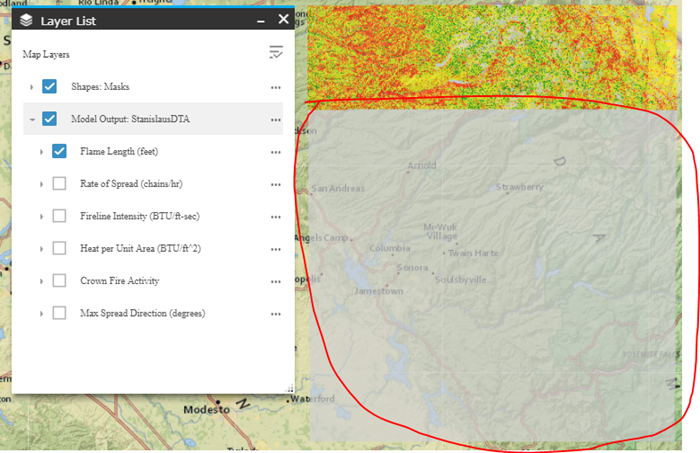 Rio Linda
Layer List
Map Layers
Shapes: Masks
Model Output: StanislausDTA
Flame Length (feet)
Rate of Spread (chains/hr)
Fireline Intensity (BTU/ft-sec)
Heat per Unit Area (BTU/ft^2)
Crown Fire Activity
Max Spread Direction (degrees)
Arnold
San Andreas
Strawberry
Mi-Wuk
Village
Angels Camp
Columbia
Twain Harte
Sonora
Soulsbyville
Jamestown
Modesto
Waterford